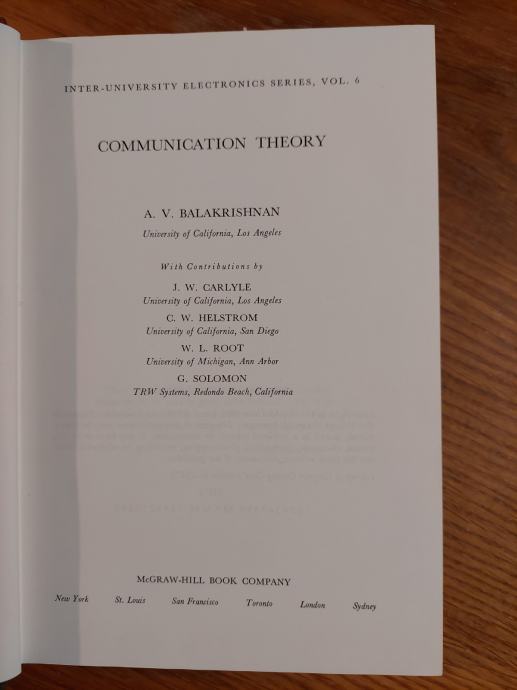 INTER-UNIVERSITY ELECTRONICS SERIES, VOL. 6
COMMUNICATION THEORY
A. V. BALAKRISHNAN
University of California, Los Angeles
With Contributions by
J. W. CARLYLE
University of California, Los Angeles
C. W. HELSTROM
University of California, San Diego
W. L. ROOT
University of Michigan, Ann Arbor
G. SOLOMON
TRW Systems, Redondo Beach, California
McGRAW-HILL BOOK COMPANY
New York St. Louis San Francisco Toronto London Sydney